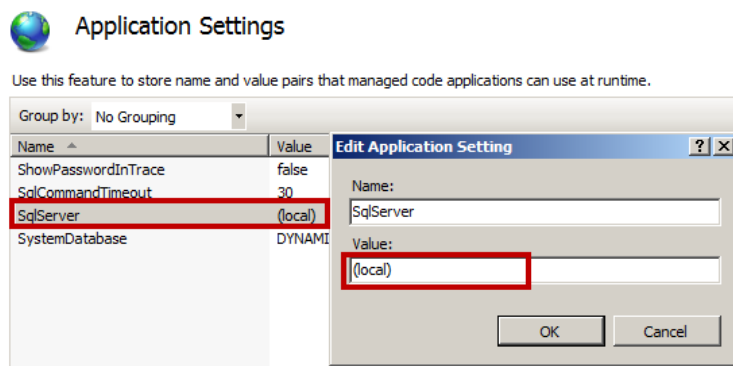 Application Settings
Use this feature to store name and value pairs that managed code applications can use at runtime.
Group by: No Grouping
Name Value
ShowPasswordInTrace false
SqlCommandTimeout 30
SqlServer (local)
SystemDatabase DYNAMI
Edit Application Setting
Name:
SqlServer
Value:
(local)
OK Cancel